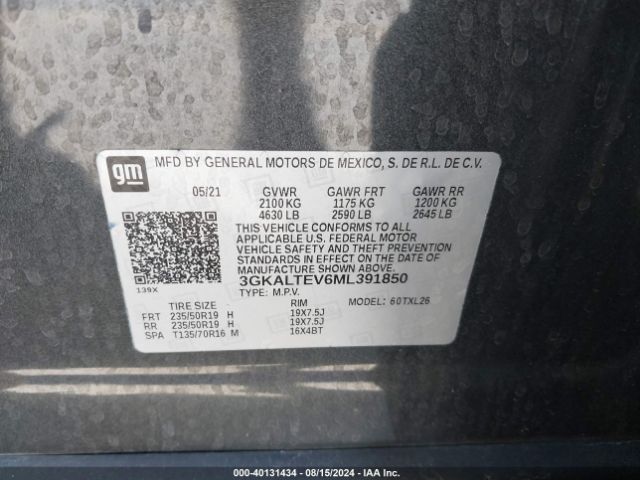 gm
MFD BY GENERAL MOTORS DE MEXICO, S. DE R.L. DE C.V.
05/21 GVWR GAWR FRT GAWR RR
2100 KG 1175 KG 1200 KG
4630 LB 2590 LB 2645 LB
THIS VEHICLE CONFORMS TO ALL
APPLICABLE U.S. FEDERAL MOTOR
VEHICLE SAFETY AND THEFT PREVENTION
STANDARDS IN EFFECT ON THE DATE OF
MANUFACTURE SHOWN ABOVE.
139X 3GKALTEV6ML391850
TYPE: M.P.V. MODEL: 60TXL26
TIRE SIZE RIM
FRT 235/50R19 H 19X7.5J
RR 235/50R19 H 19X7.5J
SPA T135/70R16 M 16X4BT
000-40131434 - 08/15/2024 - IAA Inc.